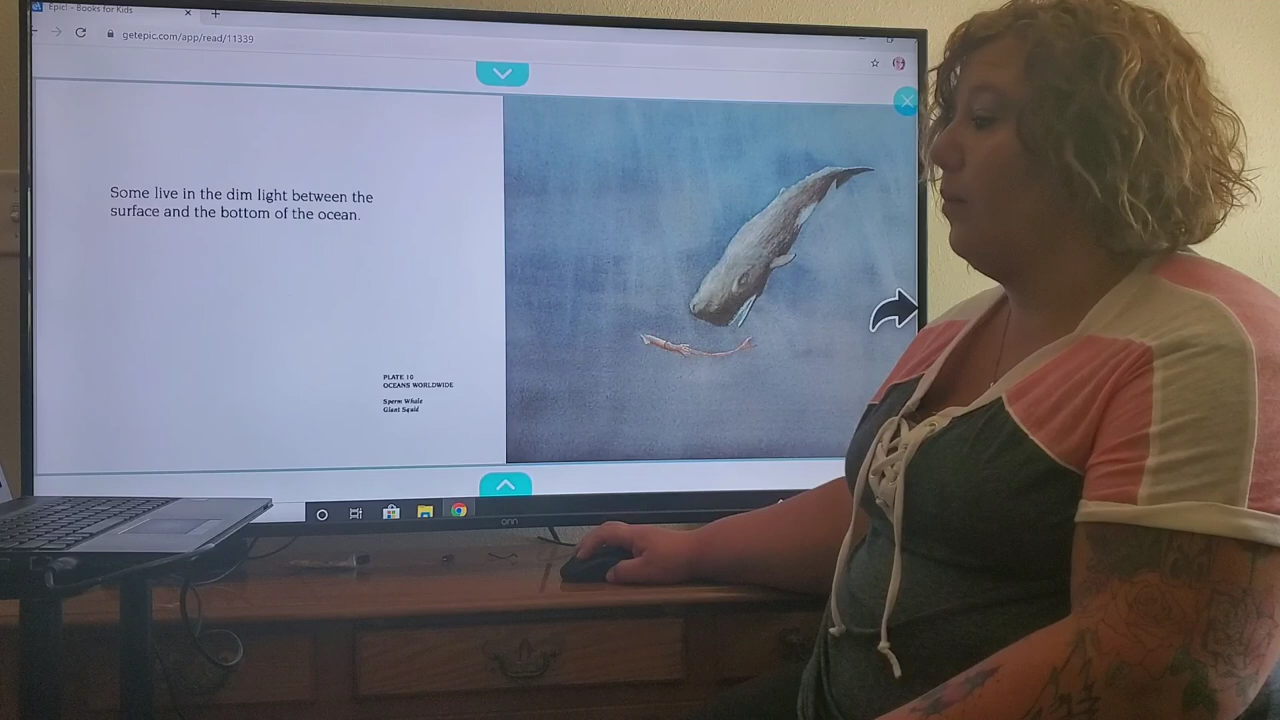 Epic! - Books for Kids
getepic.com/app/read/11339
Some live in the dim light between the
surface and the bottom of the ocean.
PLATE 10
OCEANS WORLDWIDE
Sperm Whale
Giant Squid
onn